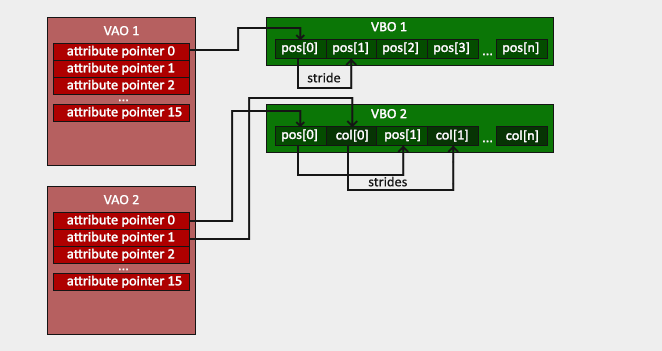 VAO 1
attribute pointer 0
attribute pointer 1
attribute pointer 2
...
attribute pointer 15
VBO 1
pos[0] pos[1] pos[2] pos[3] ... pos[n]
stride
VBO 2
pos[0] col[0] pos[1] col[1] ... col[n]
strides
VAO 2
attribute pointer 0
attribute pointer 1
attribute pointer 2
...
attribute pointer 15